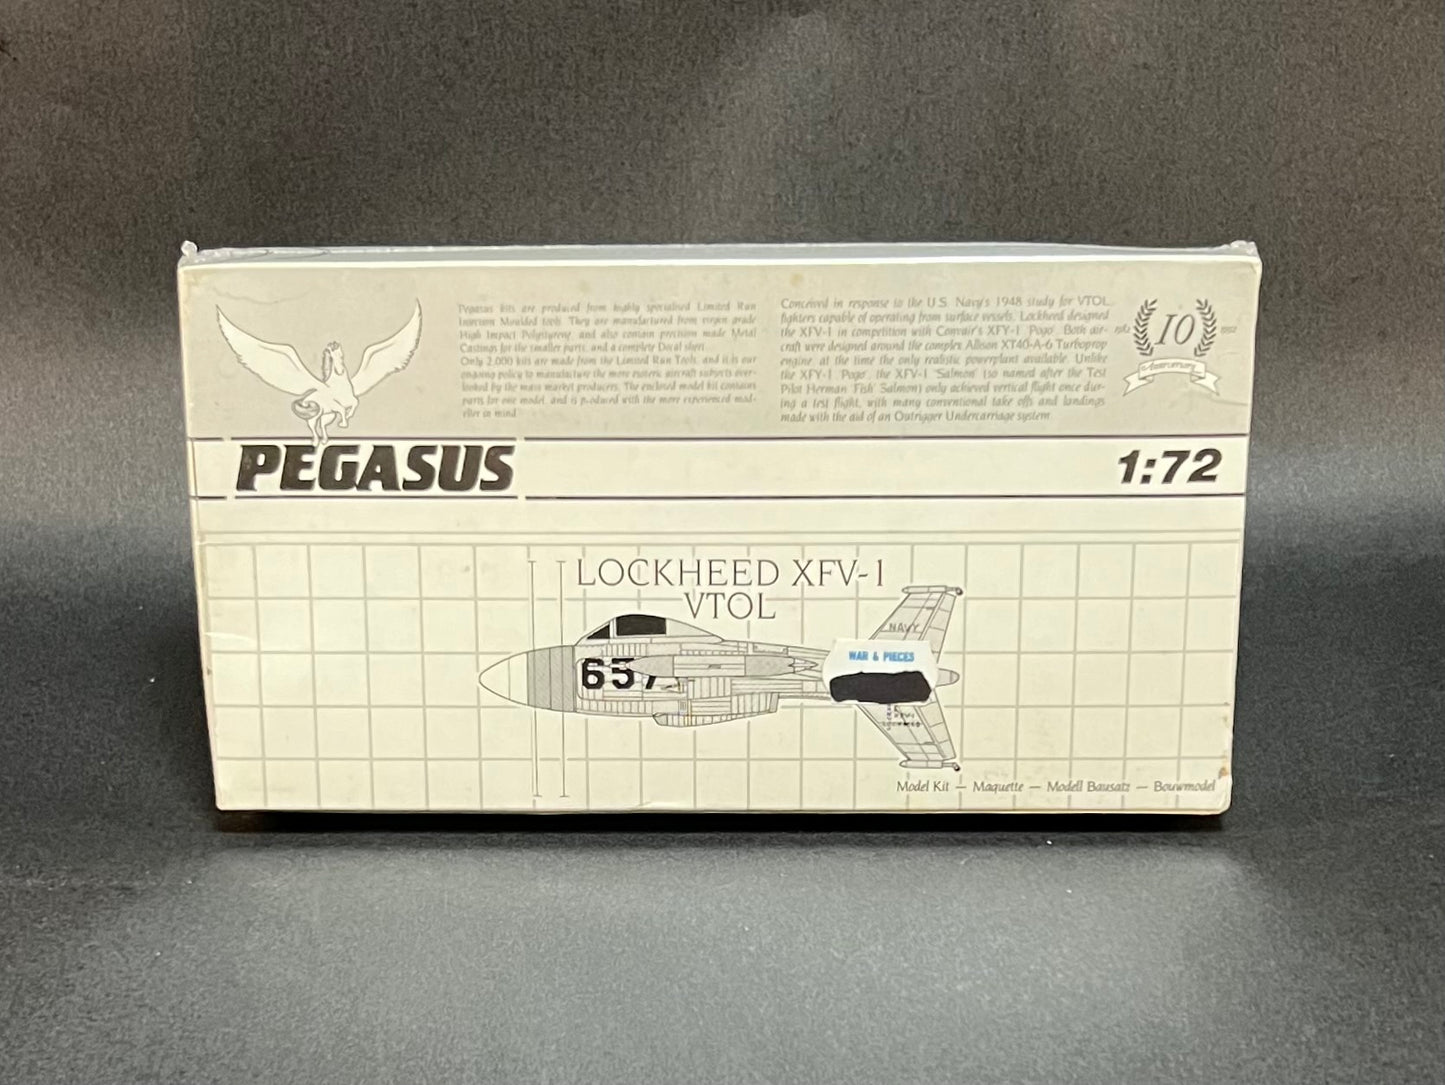 Pegasus kits are produced from highly specialised Limited Run
Injection Moulded tools. They are manufactured from virgin grade
High Impact Polystyrene, and also contain precision made Metal
Castings for the smaller parts, and a complete Decal sheet.
Only 2,000 kits are made from the Limited Run Tools, and it is our
ongoing policy to manufacture the more esoteric aircraft subjects over-
looked by the mass market producers. The enclosed model kit contains
parts for one model, and is produced with the more experienced mod-
eller in mind.
Conceived in response to the U.S. Navy's 1948 study for VTOL
fighters capable of operating from surface vessels, Lockheed designed
the XFV-1 in competition with Convair's XFY-1 'Pogo'. Both air-
craft were designed around the complex Allison XT40-A-6 Turboprop
engine, at the time the only realistic powerplant available. Unlike
the XFY-1 'Pogo', the XFV-1 'Salmon' (so named after the Test
Pilot Herman 'Fish' Salmon) only achieved vertical flight once dur-
ing a test flight, with many conventional take offs and landings
made with the aid of an Outrigger Undercarriage system.
1982 10 1992
Anniversary
PEGASUS
1:72
LOCKHEED XFV-1
VTOL
NAVY
WAR & PIECES
657
LOCKHEED
Model Kit — Maquette — Modell Bausatz — Bouwmodel